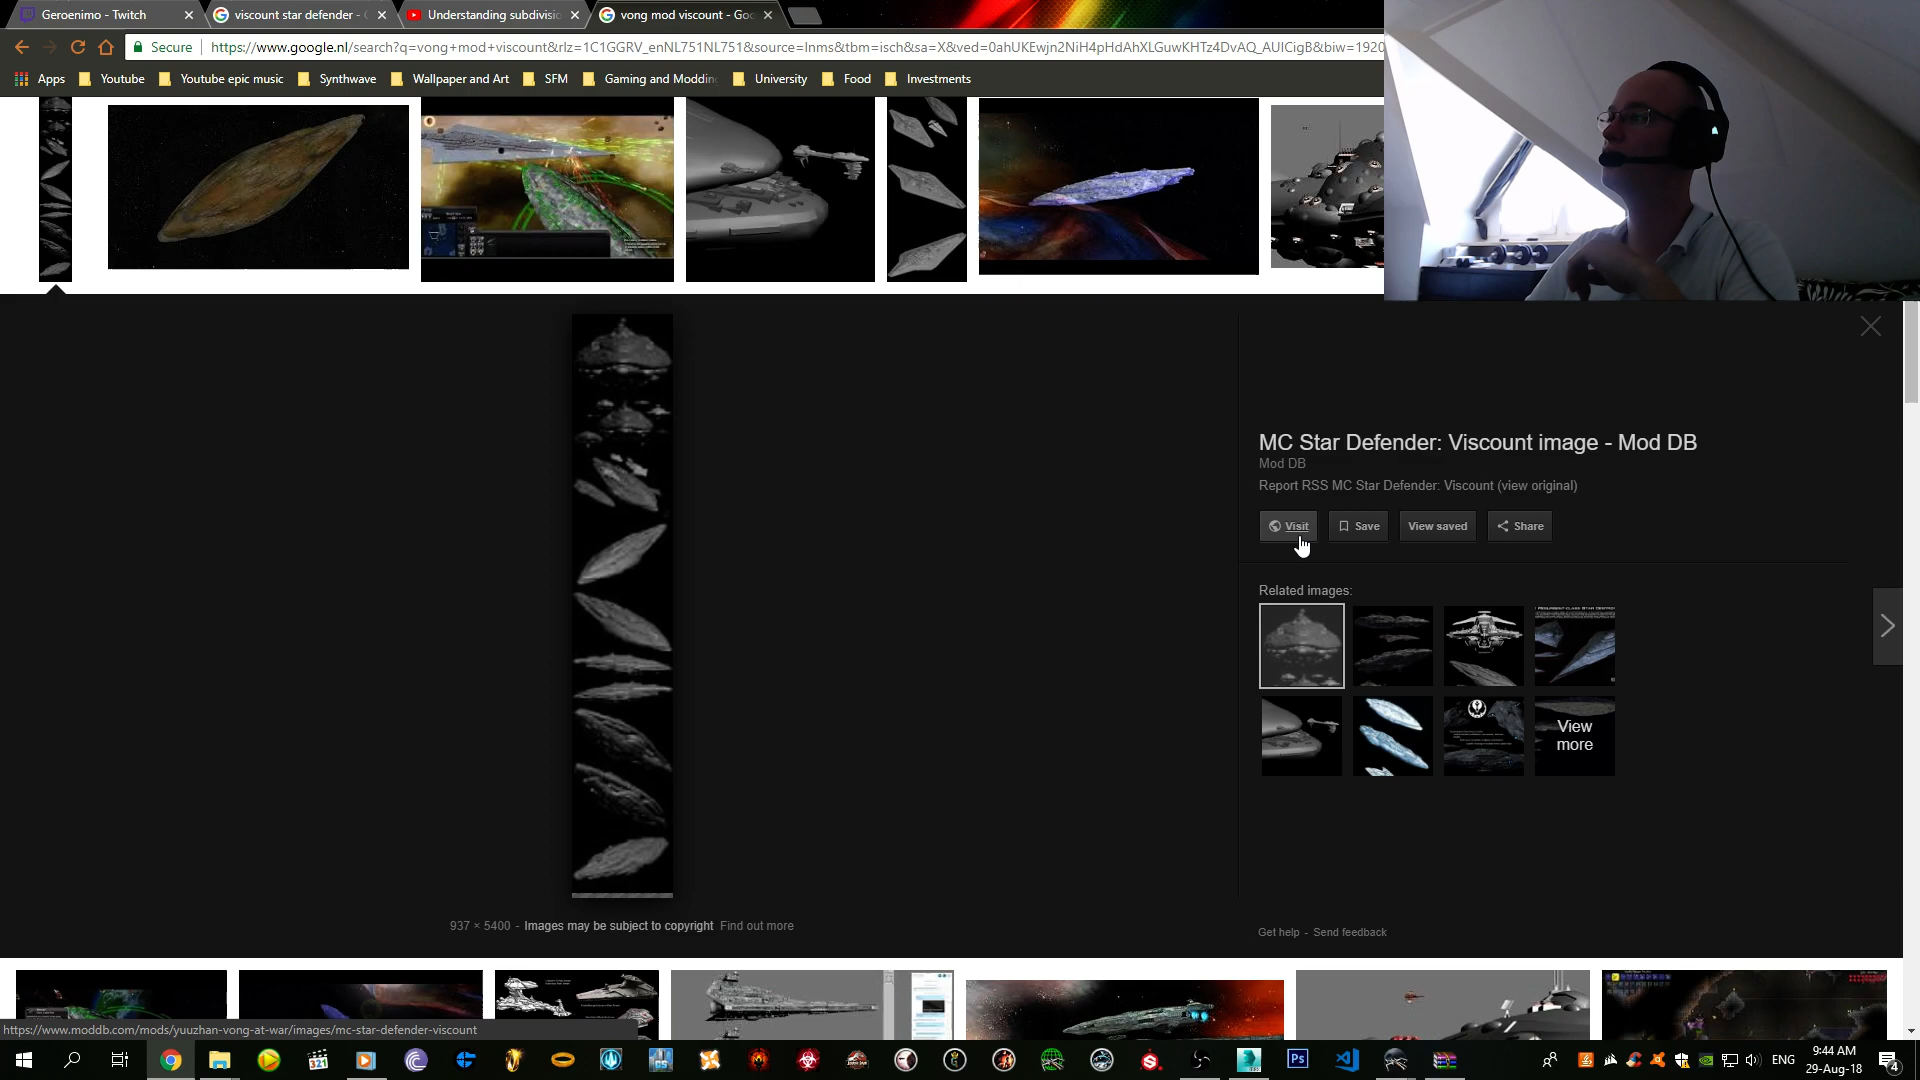 Geroenimo - Twitch
viscount star defender -
Understanding subdivisi
vong mod viscount - Goo
Secure
https://www.google.nl/search?q=vong+mod+viscount&rlz=1C1GGRV_enNL751NL751&source=lnms&tbm=isch&sa=X&ved=0ahUKEwjn2NiH4pHdAhXLGuwKHTz4DvAQ_AUICigB&biw=1920
Apps
Youtube
Youtube epic music
Synthwave
Wallpaper and Art
SFM
Gaming and Modding
University
Food
Investments
MC Star Defender: Viscount image - Mod DB
Mod DB
Report RSS MC Star Defender: Viscount (view original)
Visit
Save
View saved
Share
Related images:
View more
937 × 5400 - Images may be subject to copyright Find out more
Get help - Send feedback
https://www.moddb.com/mods/yuuzhan-vong-at-war/images/mc-star-defender-viscount
321
Ps
ENG
9:44 AM
29-Aug-18
4